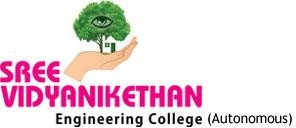 SREE
VIDYANIKETHAN
Engineering College (Autonomous)